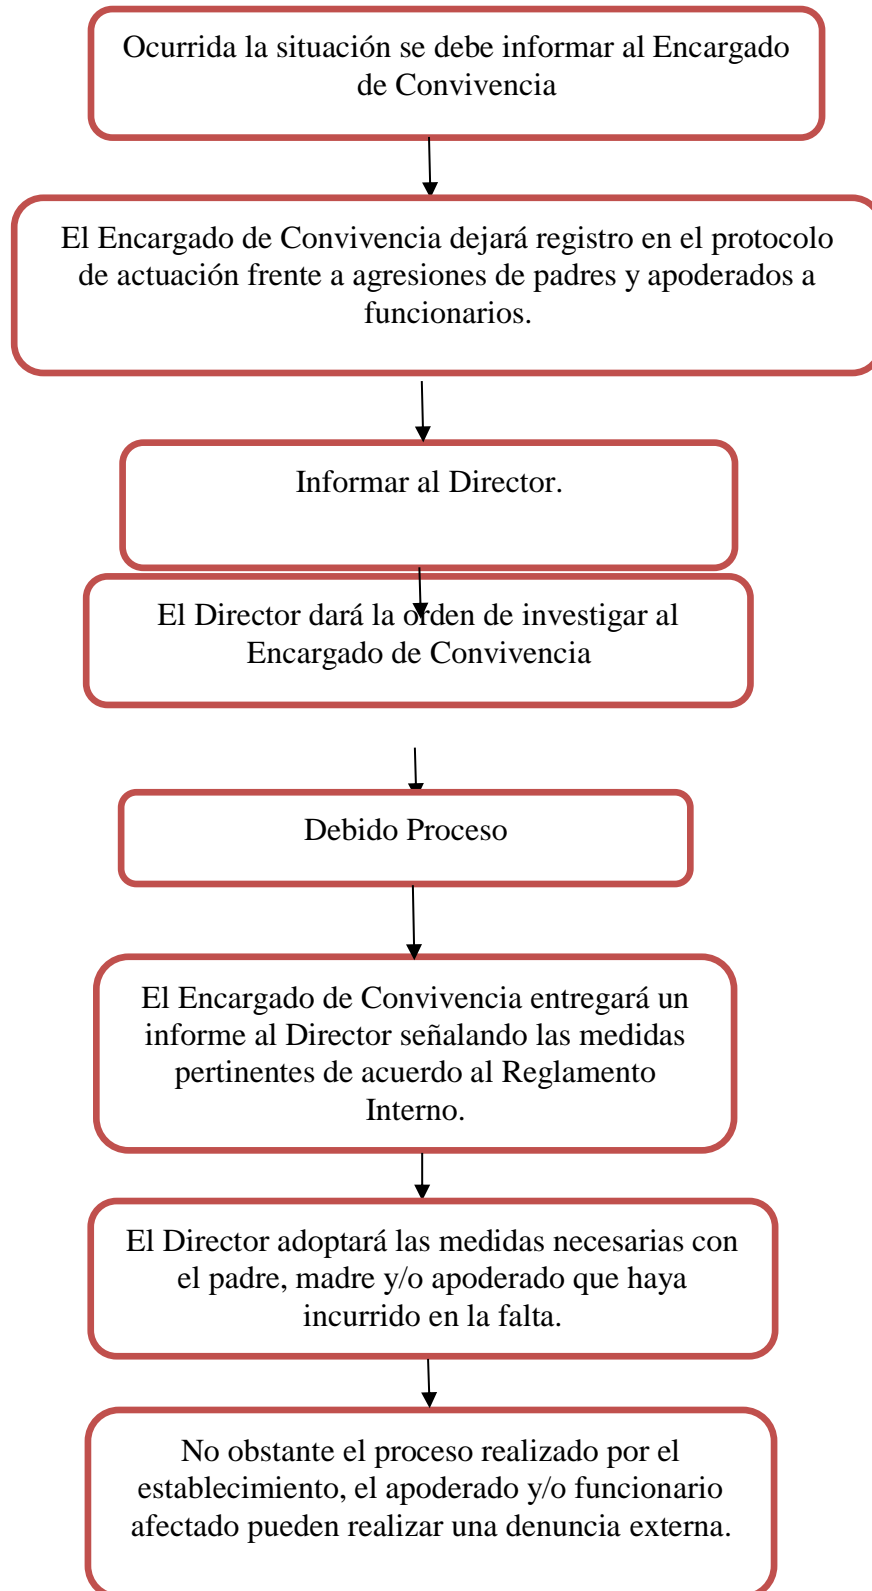 Ocurrida la situación se debe informar al Encargado
de Convivencia
El Encargado de Convivencia dejará registro en el protocolo
de actuación frente a agresiones de padres y apoderados a
funcionarios.
Informar al Director.
El Director dará la orden de investigar al
Encargado de Convivencia
Debido Proceso
El Encargado de Convivencia entregará un
informe al Director señalando las medidas
pertinentes de acuerdo al Reglamento
Interno.
El Director adoptará las medidas necesarias con
el padre, madre y/o apoderado que haya
incurrido en la falta.
No obstante el proceso realizado por el
establecimiento, el apoderado y/o funcionario
afectado pueden realizar una denuncia externa.